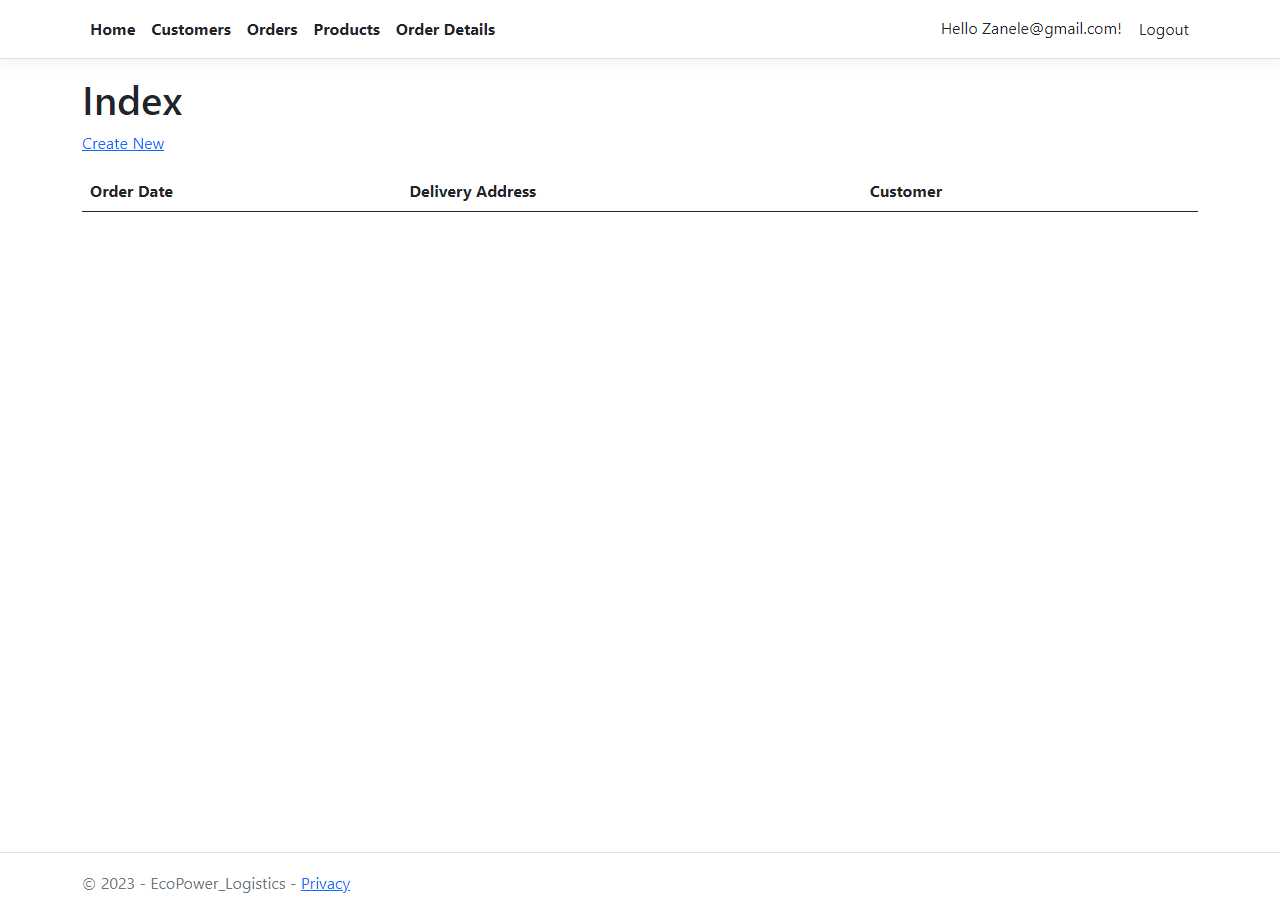 Home Customers Orders Products Order Details Hello Zanele@gmail.com! Logout
Index
Create New
Order Date Delivery Address Customer
© 2023 - EcoPower_Logistics - Privacy